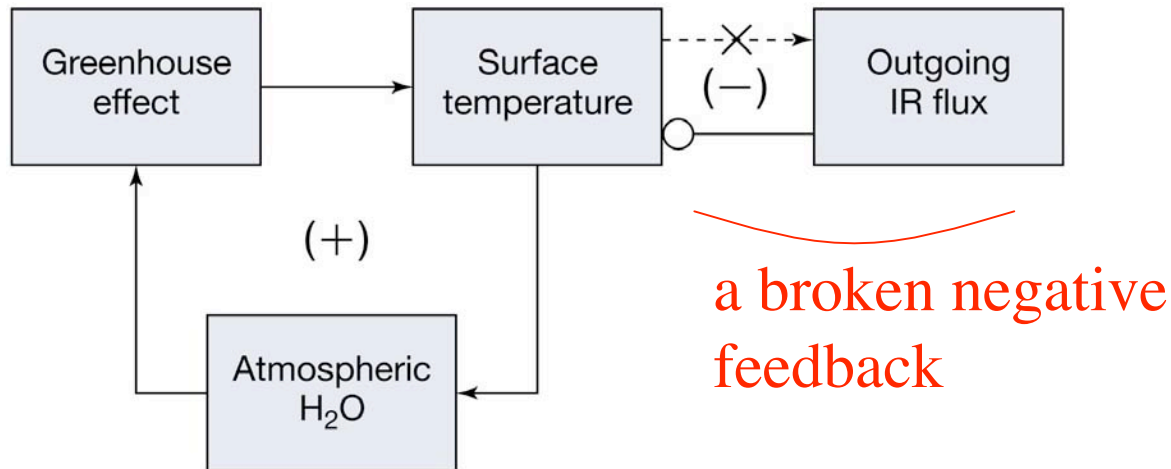 Greenhouse
effect
Surface
temperature
(−)
Outgoing
IR flux
(+)
Atmospheric
H₂O
a broken negative
feedback